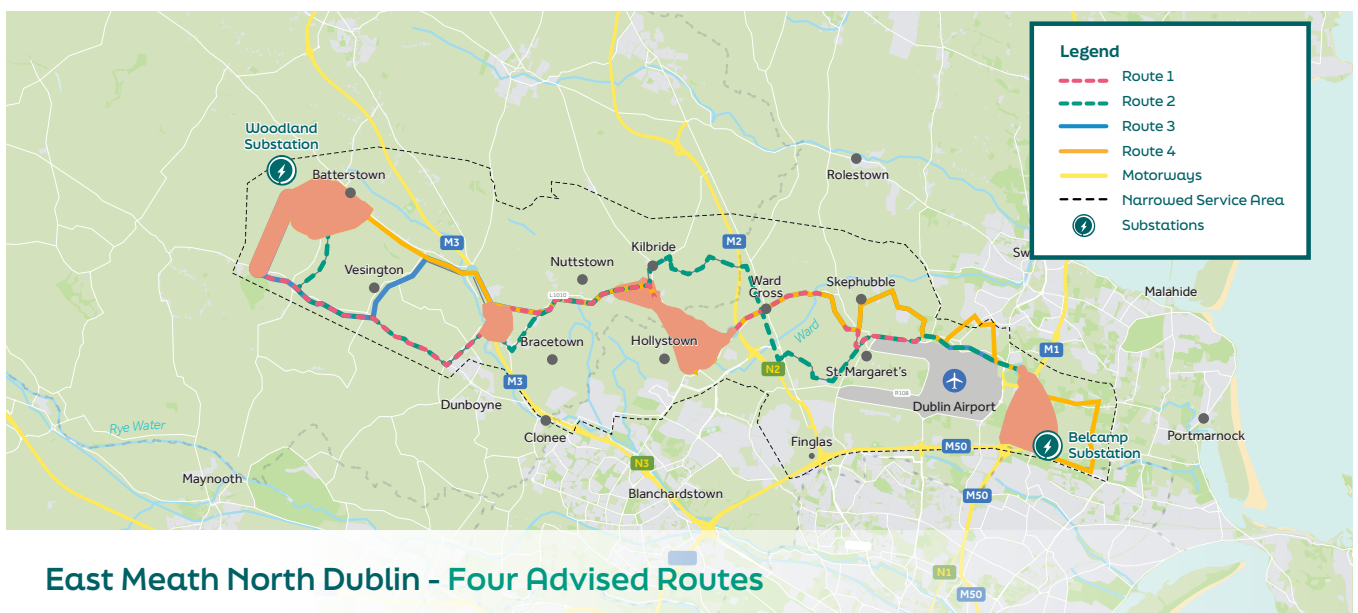 Legend
Route 1
Route 2
Route 3
Route 4
Motorways
Narrowed Service Area
Substations
Woodland
Substation
Batterstown
Rolestown
M3
M2
Kilbride
Sw
Vesington
Nuttstown
Ward
Cross
Skephubble
Malahide
L1010
Ward
Bracetown
Hollystown
M1
N2
St. Margaret's
M3
R108
Dunboyne
Dublin Airport
Clonee
Rye Water
Finglas
M50
Belcamp
Substation
Portmarnock
N3
Maynooth
Blanchardstown
M50
East Meath North Dublin - Four Advised Routes
N1
M50